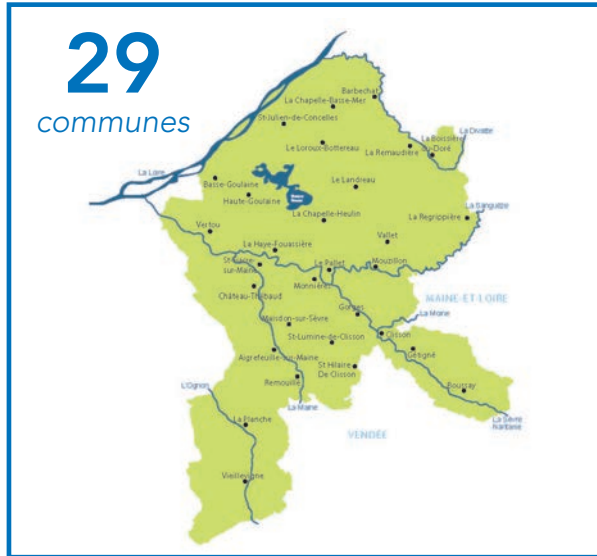 29
communes
Barbechat
La Chapelle-Basse-Mer
St-Julien-de-Concelles
La Divatte
La Boissière
du-Doré
Le Loroux-Bottereau
La Remaudière
La Loire
Basse-Goulaine
Le Landreau
Haute-Goulaine
La Sanguèze
La Chapelle-Heulin
La Regrippière
Vertou
Vallet
La Haye-Fouassière
St-Fiacre
sur-Maine
Le Pallet
Mouzillon
Monnières
Château-Thébaud
MAINE-ET-LOIRE
Gorges
La Moine
Maisdon-sur-Sèvre
Clisson
St-Lumine-de-Clisson
Gétigné
Aigrefeuille-sur-Maine
St Hilaire
De Clisson
Remouillé
L'Ognon
Boussay
La Maine
La Sèvre
Nantaise
La Planche
VENDÉE
Vieillevigne